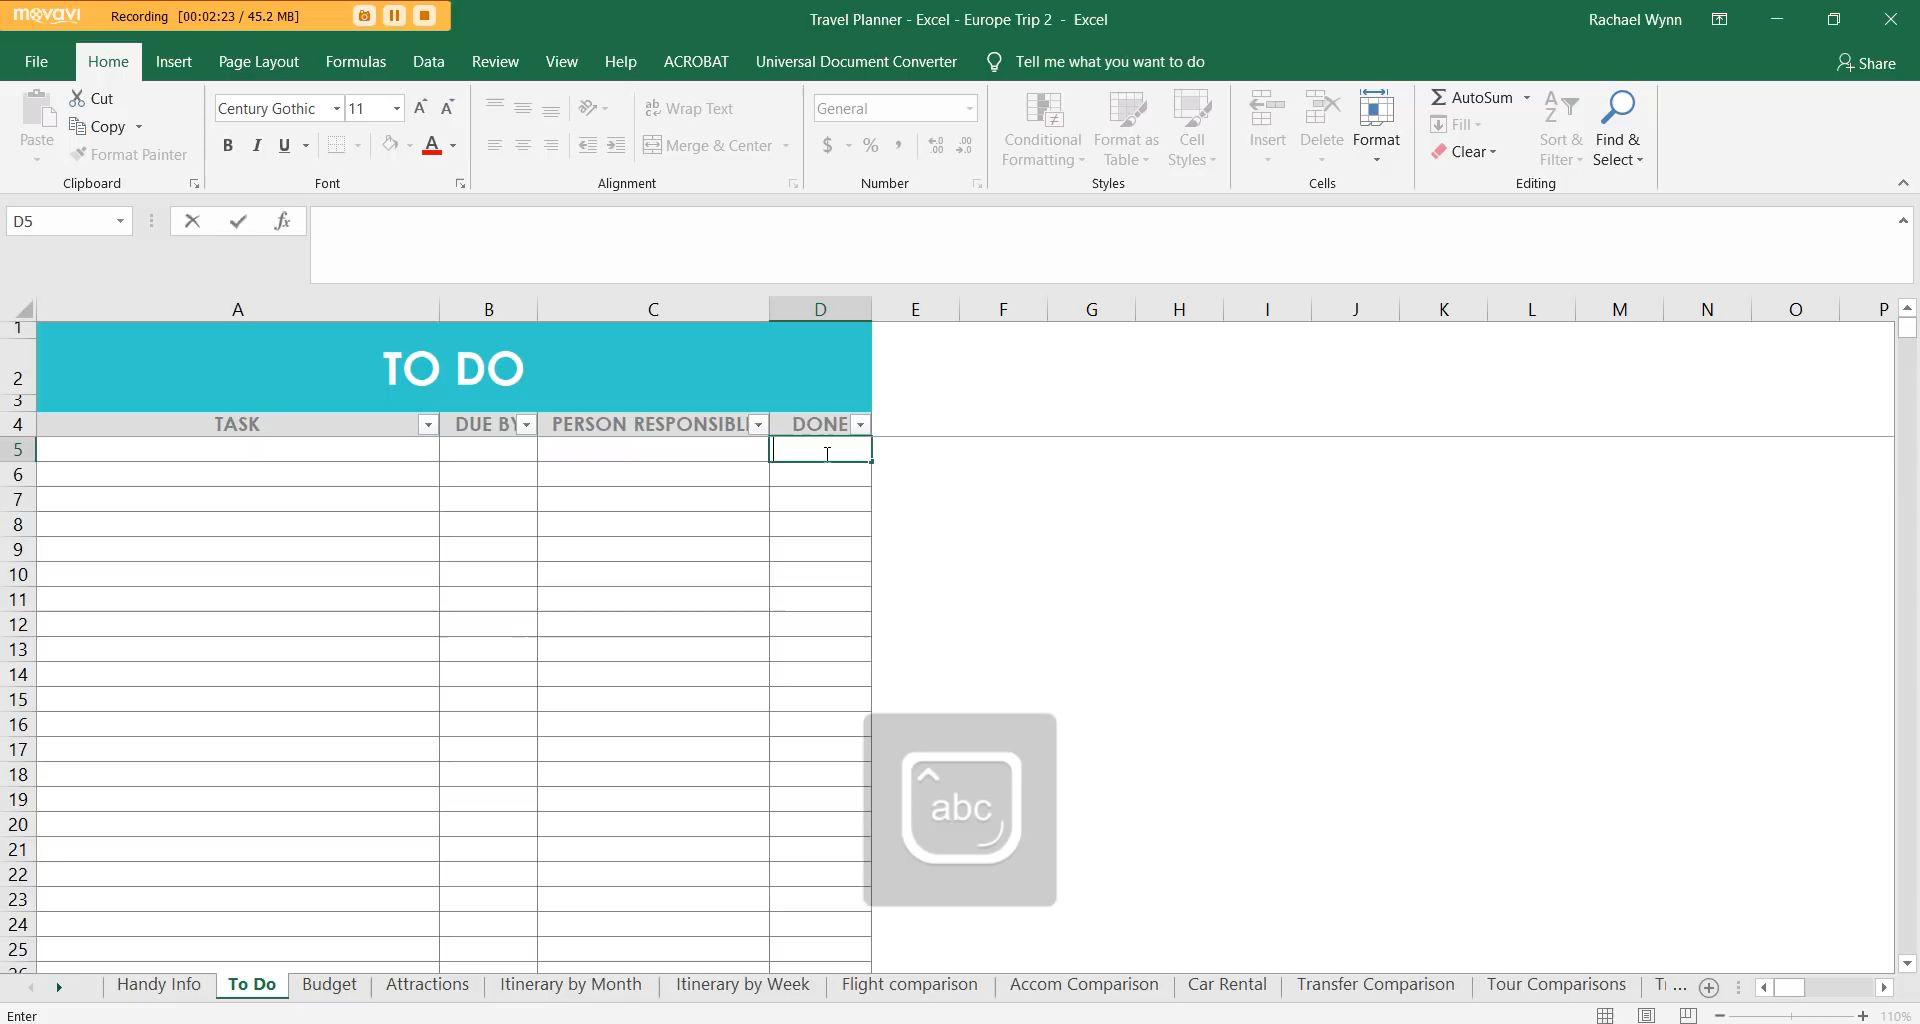 movavi Recording [00:02:23 / 45.2 MB] Travel Planner - Excel - Europe Trip 2 - Excel Rachael Wynn
File Home Insert Page Layout Formulas Data Review View Help ACROBAT Universal Document Converter Tell me what you want to do Share
Paste Cut Copy Format Painter Clipboard
Century Gothic 11 B I U A Font
Wrap Text Merge & Center Alignment
General $ % , Number
Conditional Formatting Format as Table Cell Styles Styles
Insert Delete Format Cells
AutoSum Fill Clear Sort & Filter Find & Select Editing
D5 fx
A B C D E F G H I J K L M N O P
1
2 TO DO
3
4 TASK DUE BY PERSON RESPONSIBL DONE
5
6
7
8
9
10
11
12
13
14
15
16
17
18
19
20
21
22
23
24
25
26
abc
Handy Info To Do Budget Attractions Itinerary by Month Itinerary by Week Flight comparison Accom Comparison Car Rental Transfer Comparison Tour Comparisons T ...
Enter 110%